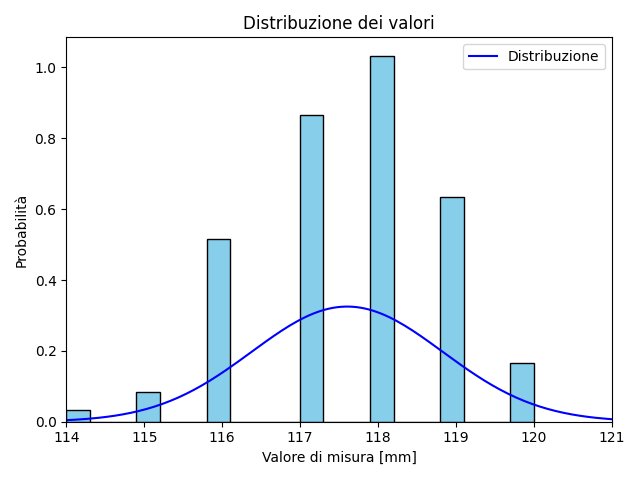 Distribuzione dei valori
Distribuzione
1.0
0.8
0.6
0.4
0.2
0.0
Probabilità
114 115 116 117 118 119 120 121
Valore di misura [mm]